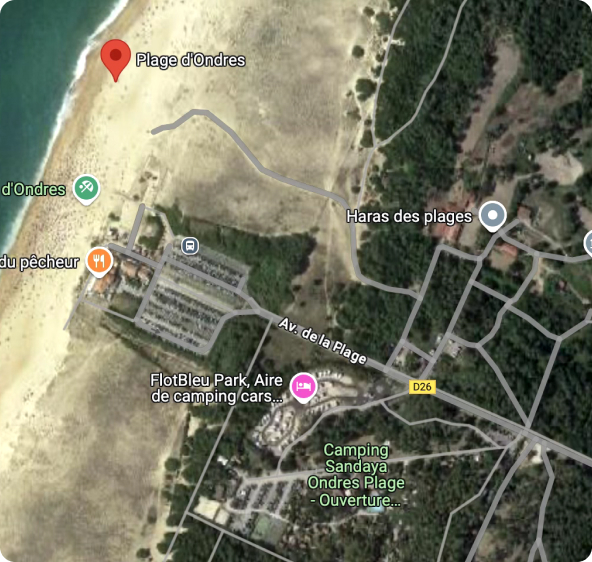 Plage d'Ondres
d'Ondres
Haras des plages
du pêcheur
Av. de la Plage
FlotBleu Park, Aire
de camping cars...
D26
Camping
Sandaya
Ondres Plage
- Ouverture...